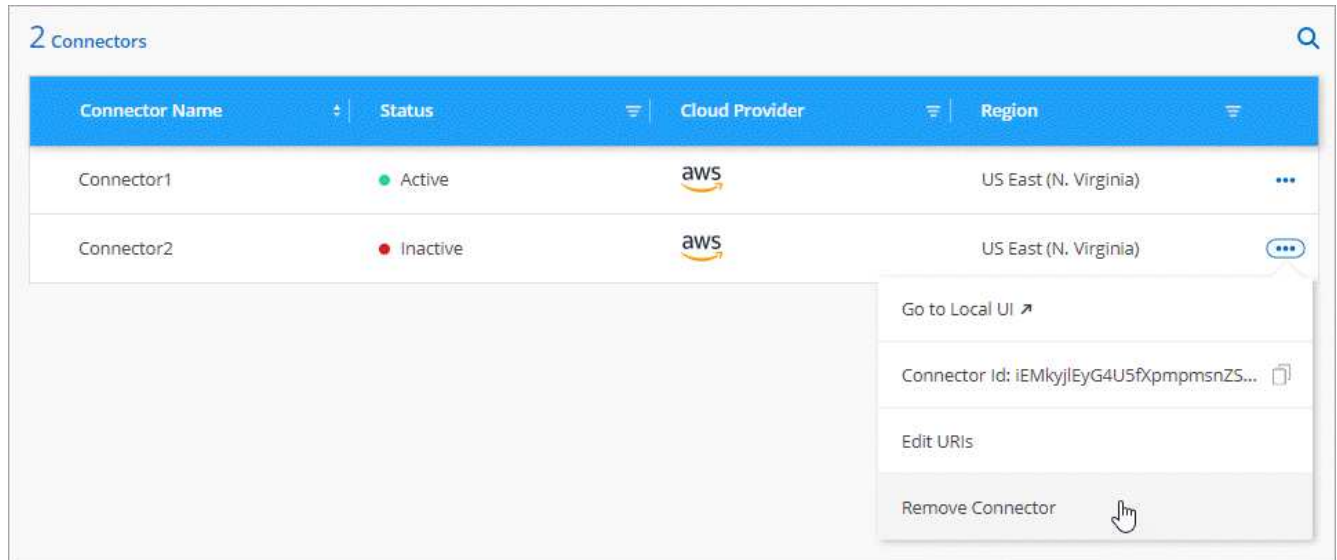 2 Connectors
Connector Name Status Cloud Provider Region
Connector1 Active aws US East (N. Virginia)
Connector2 Inactive aws US East (N. Virginia)
Go to Local UI
Connector Id: iEMkyjlEyG4U5fXpmpmsnZS...
Edit URIs
Remove Connector